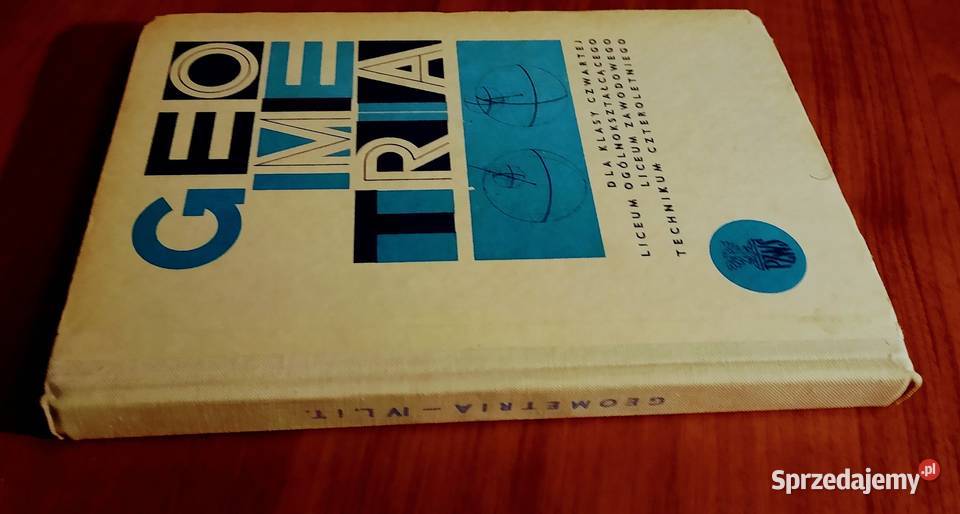 GEO
ME
TRIA
DLA KLASY CZWARTEJ
LICEUM OGÓLNOKSZTAŁCĄCEGO
LICEUM ZAWODOWEGO
TECHNIKUM CZTEROLETNIEGO
PZWS
GEOMETRIA — IV L. I T.
Sprzedajemy.pl